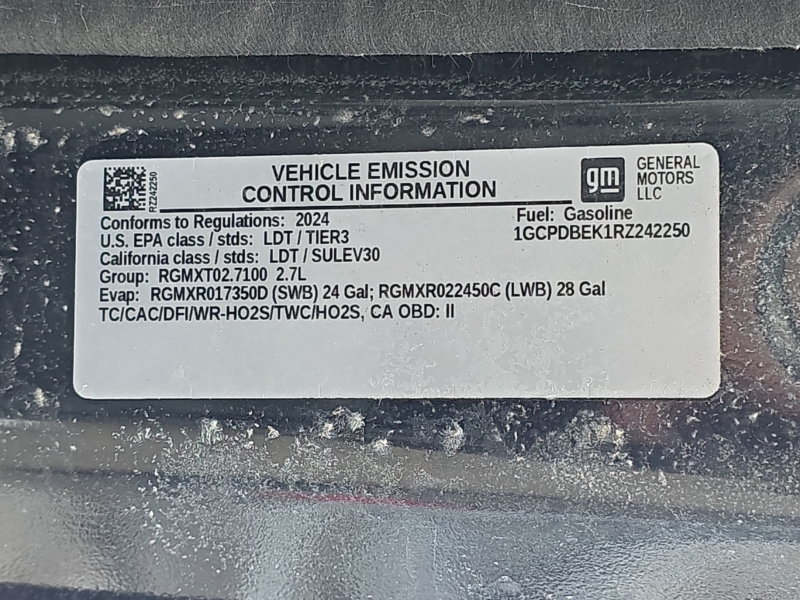 RZ242250
VEHICLE EMISSION
CONTROL INFORMATION
gm
GENERAL
MOTORS
LLC
Conforms to Regulations: 2024
Fuel: Gasoline
U.S. EPA class / stds: LDT / TIER3
1GCPDBEK1RZ242250
California class / stds: LDT / SULEV30
Group: RGMXT02.7100 2.7L
Evap: RGMXR017350D (SWB) 24 Gal; RGMXR022450C (LWB) 28 Gal
TC/CAC/DFI/WR-HO2S/TWC/HO2S, CA OBD: II